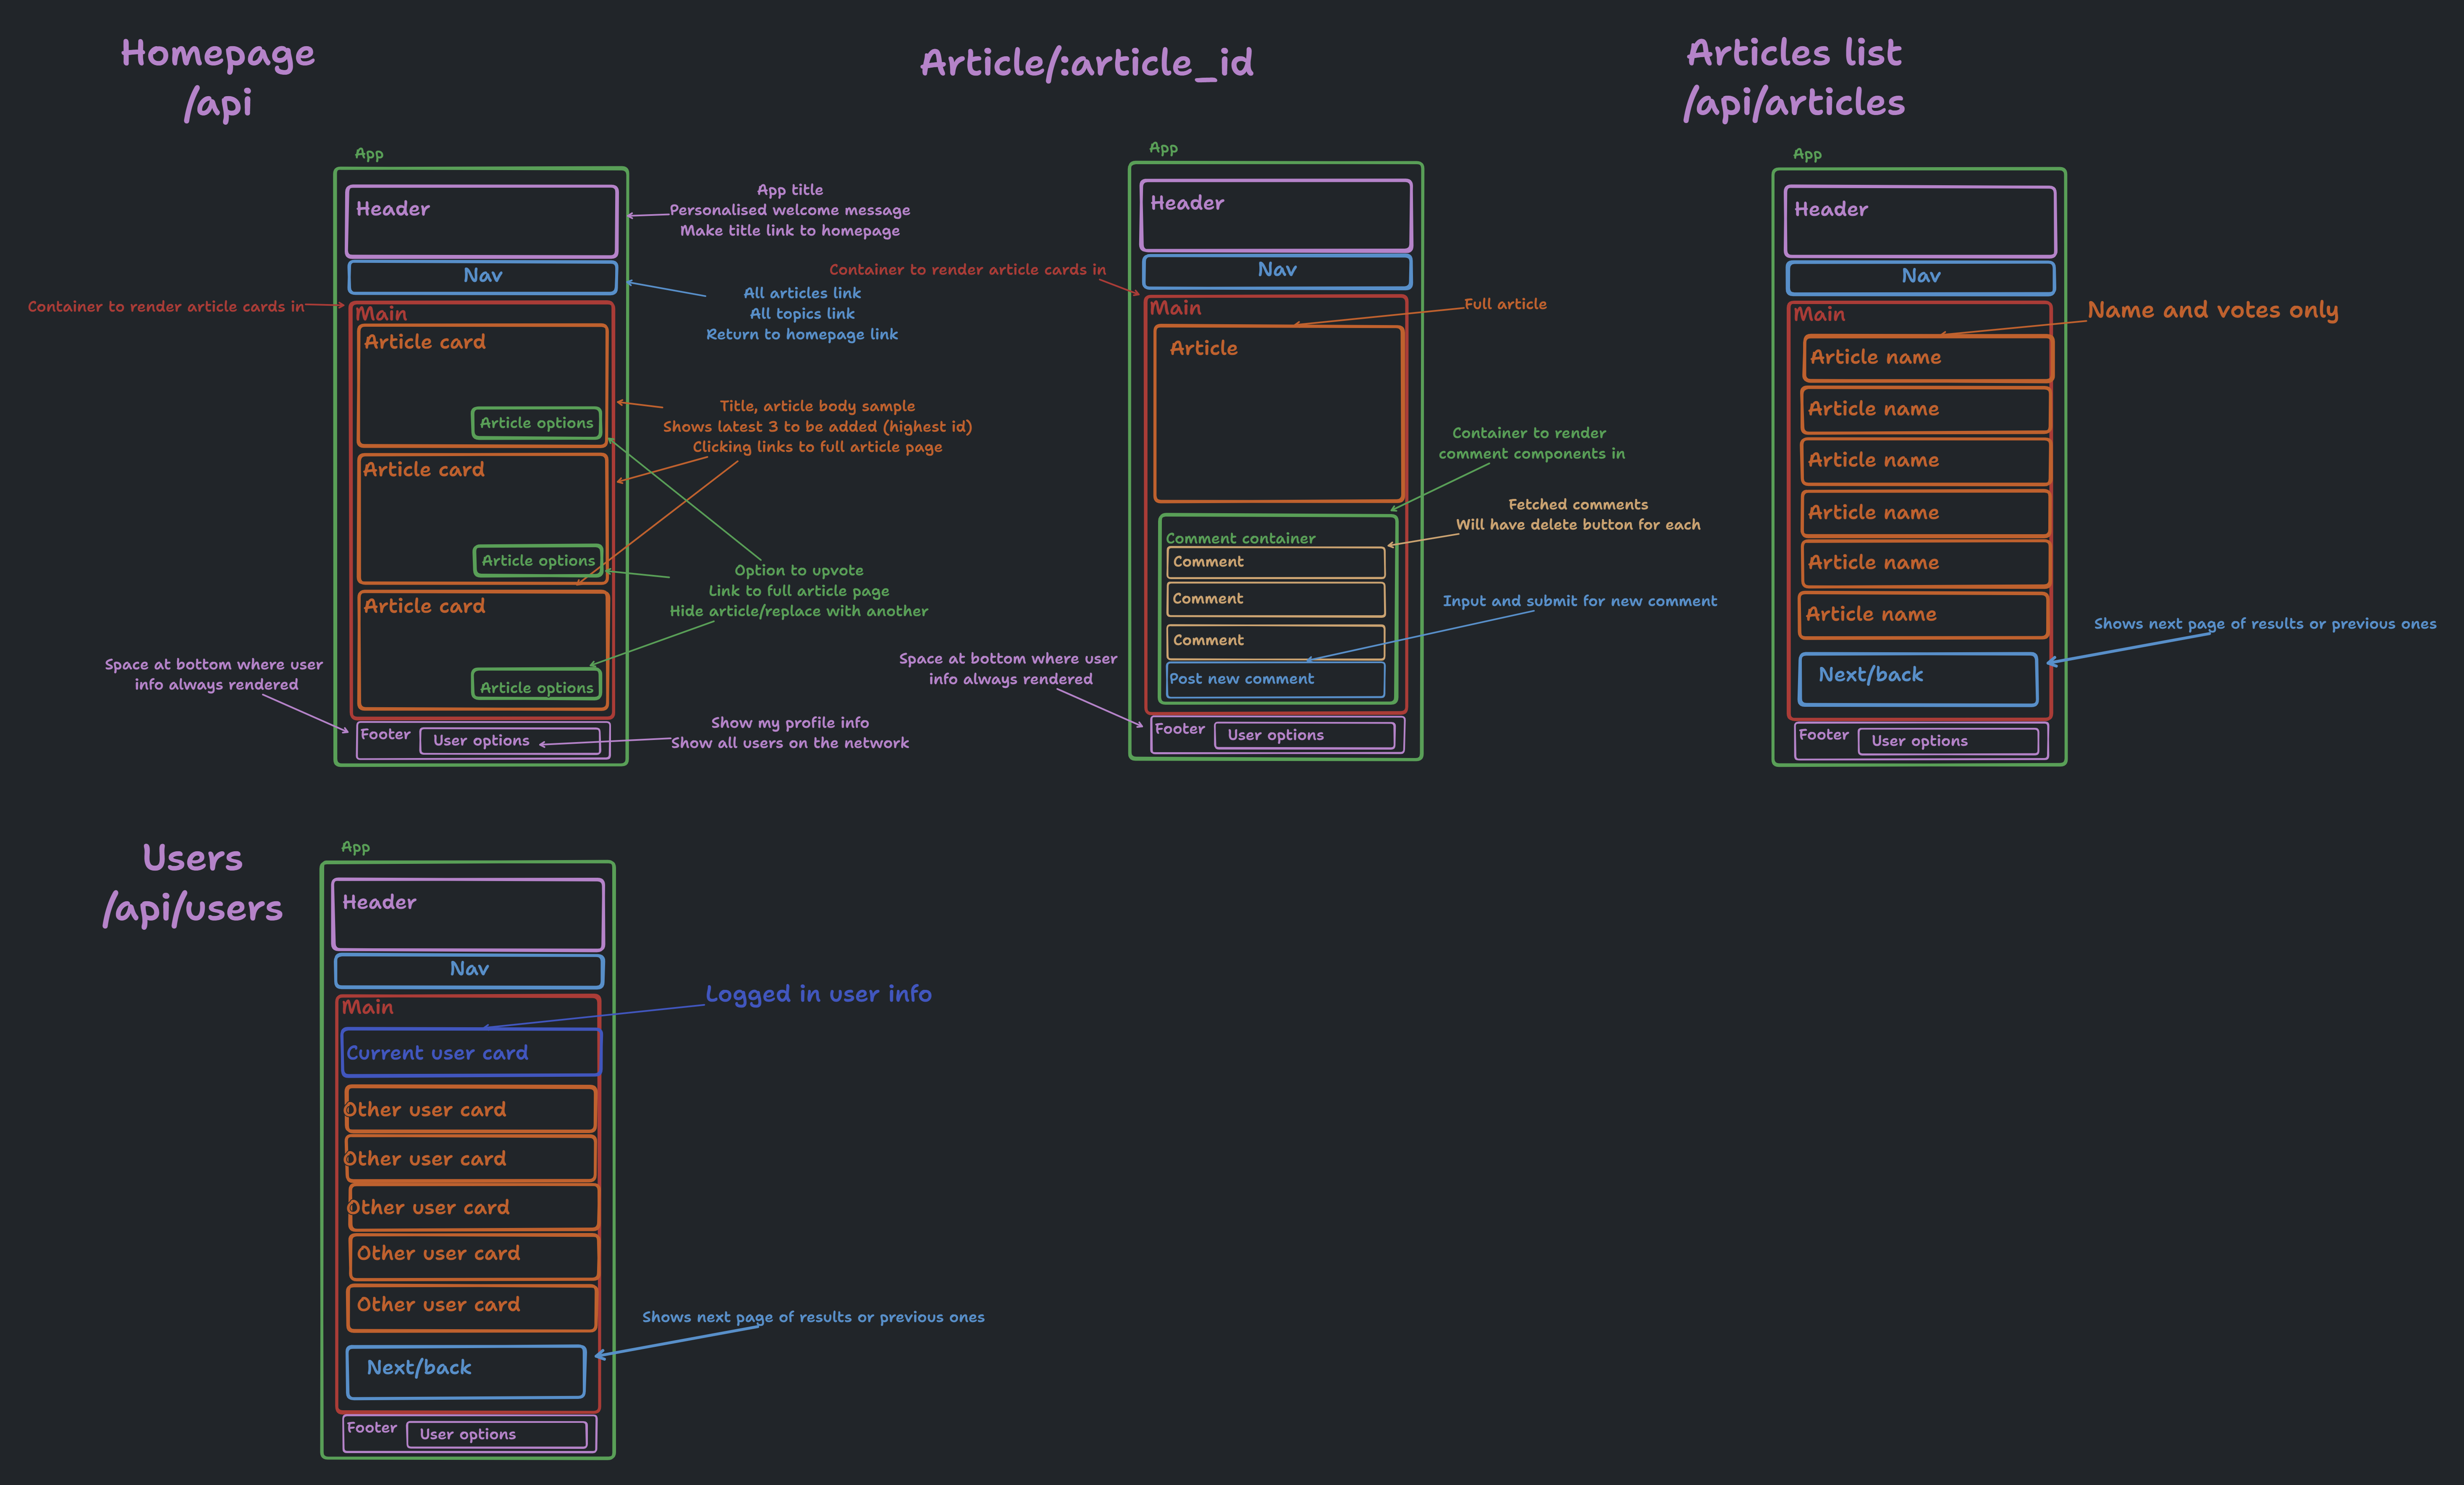 Homepage
/api
App
Header
App title
Personalised welcome message
Make title link to homepage
Nav
All articles link
All topics link
Return to homepage link
Container to render article cards in
Main
Article card
Article options
Title, article body sample
Shows latest 3 to be added (highest id)
Clicking links to full article page
Article card
Article options
Option to upvote
Link to full article page
Hide article/replace with another
Article card
Article options
Space at bottom where user
info always rendered
Footer
User options
Show my profile info
Show all users on the network
Article/:article_id
App
Header
Nav
Container to render article cards in
Main
Full article
Article
Container to render
comment components in
Fetched comments
Will have delete button for each
Comment container
Comment
Comment
Comment
Input and submit for new comment
Post new comment
Space at bottom where user
info always rendered
Footer
User options
Articles list
/api/articles
App
Header
Nav
Main
Name and votes only
Article name
Article name
Article name
Article name
Article name
Article name
Shows next page of results or previous ones
Next/back
Footer
User options
Users
/api/users
App
Header
Nav
Main
Logged in user info
Current user card
Other user card
Other user card
Other user card
Other user card
Other user card
Shows next page of results or previous ones
Next/back
Footer
User options